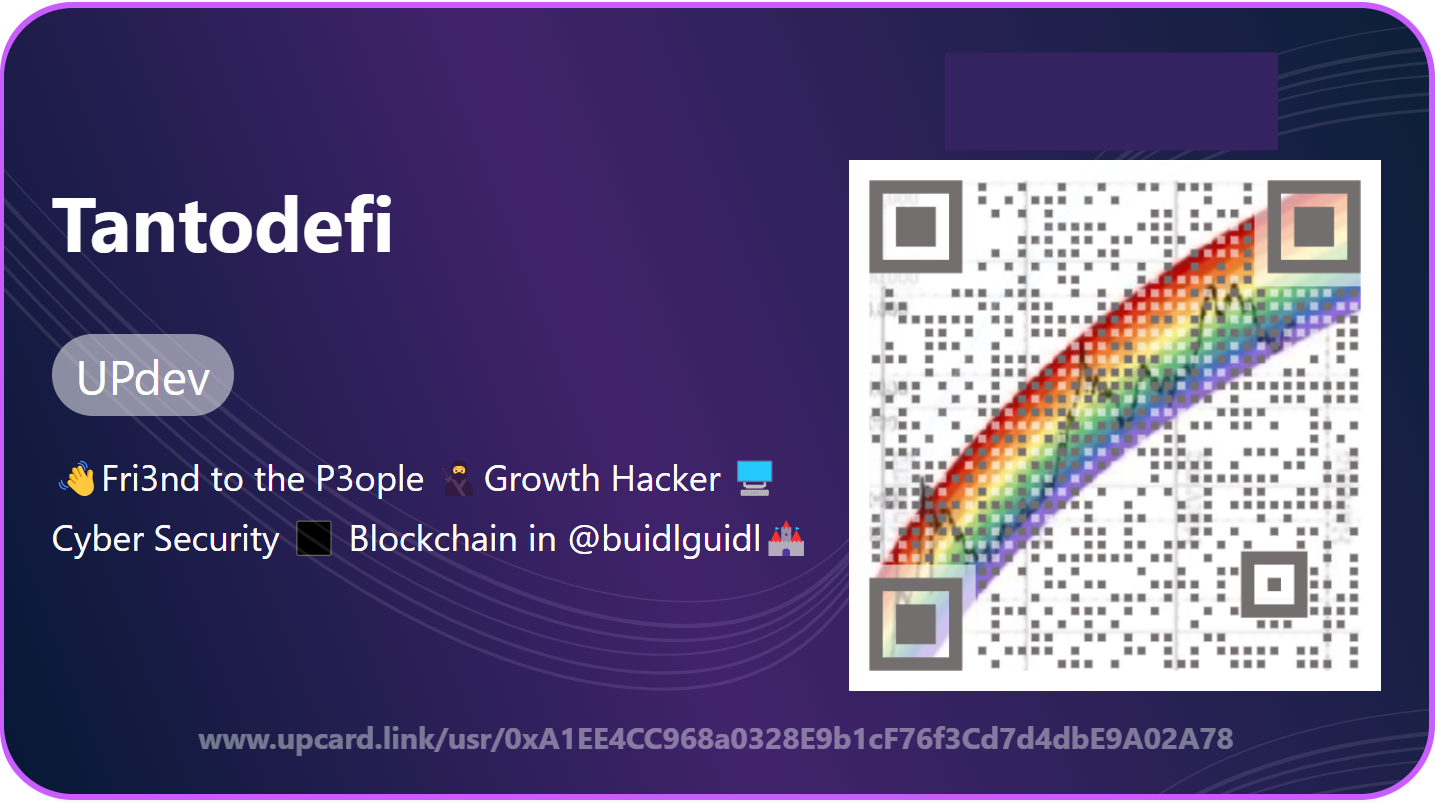 Tantodefi
UPdev
👋Fri3nd to the P3ople 🥷 Growth Hacker 🖥️
Cyber Security ⬛ Blockchain in @buidlguidl🏰
www.upcard.link/usr/0xA1EE4CC968a0328E9b1cF76f3Cd7d4dbE9A02A78